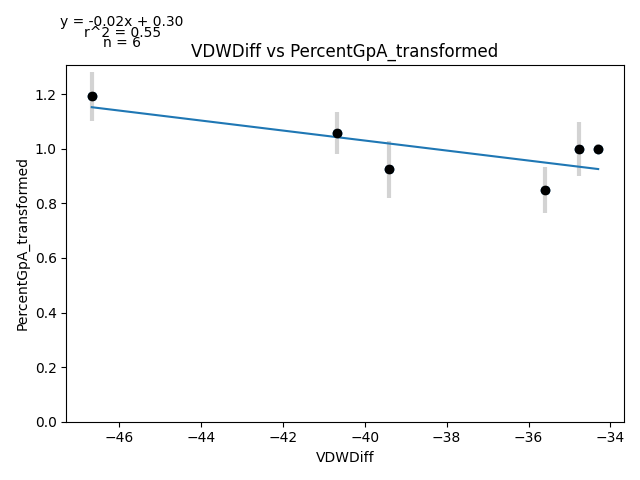 y = -0.02x + 0.30
r^2 = 0.55
n = 6
VDWDiff vs PercentGpA_transformed
PercentGpA_transformed
1.2
1.0
0.8
0.6
0.4
0.2
0.0
−46 −44 −42 −40 −38 −36 −34
VDWDiff